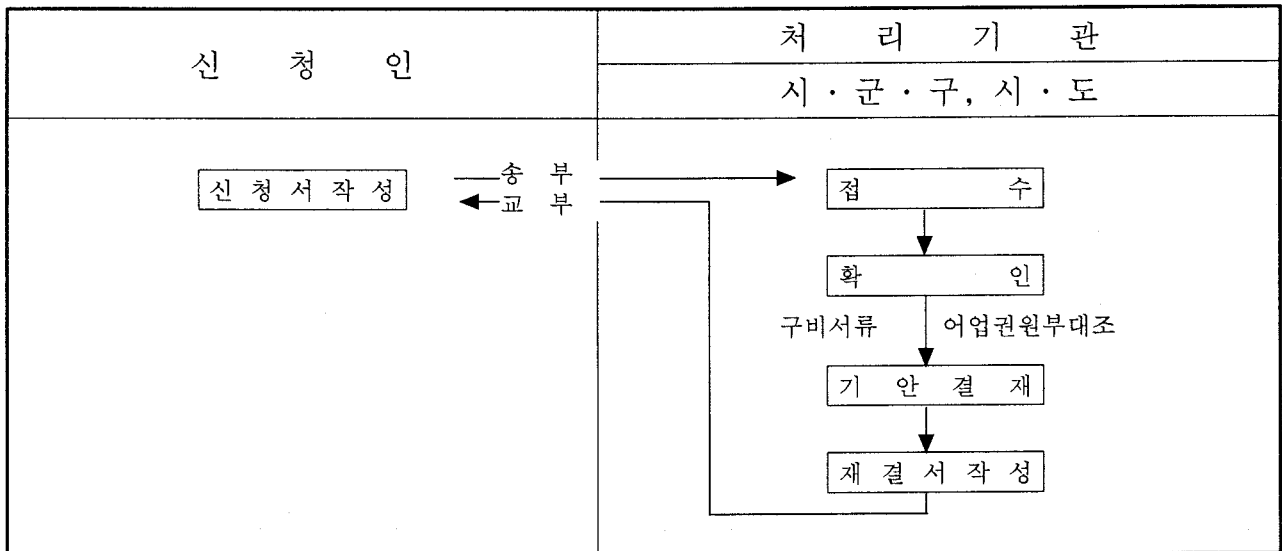 신 청 인
처 리 기 관
시 · 군 · 구, 시 · 도
신 청 서 작 성
송 부
교 부
접 수
확 인
구비서류 어업권원부대조
기 안 결 재
재 결 서 작 성